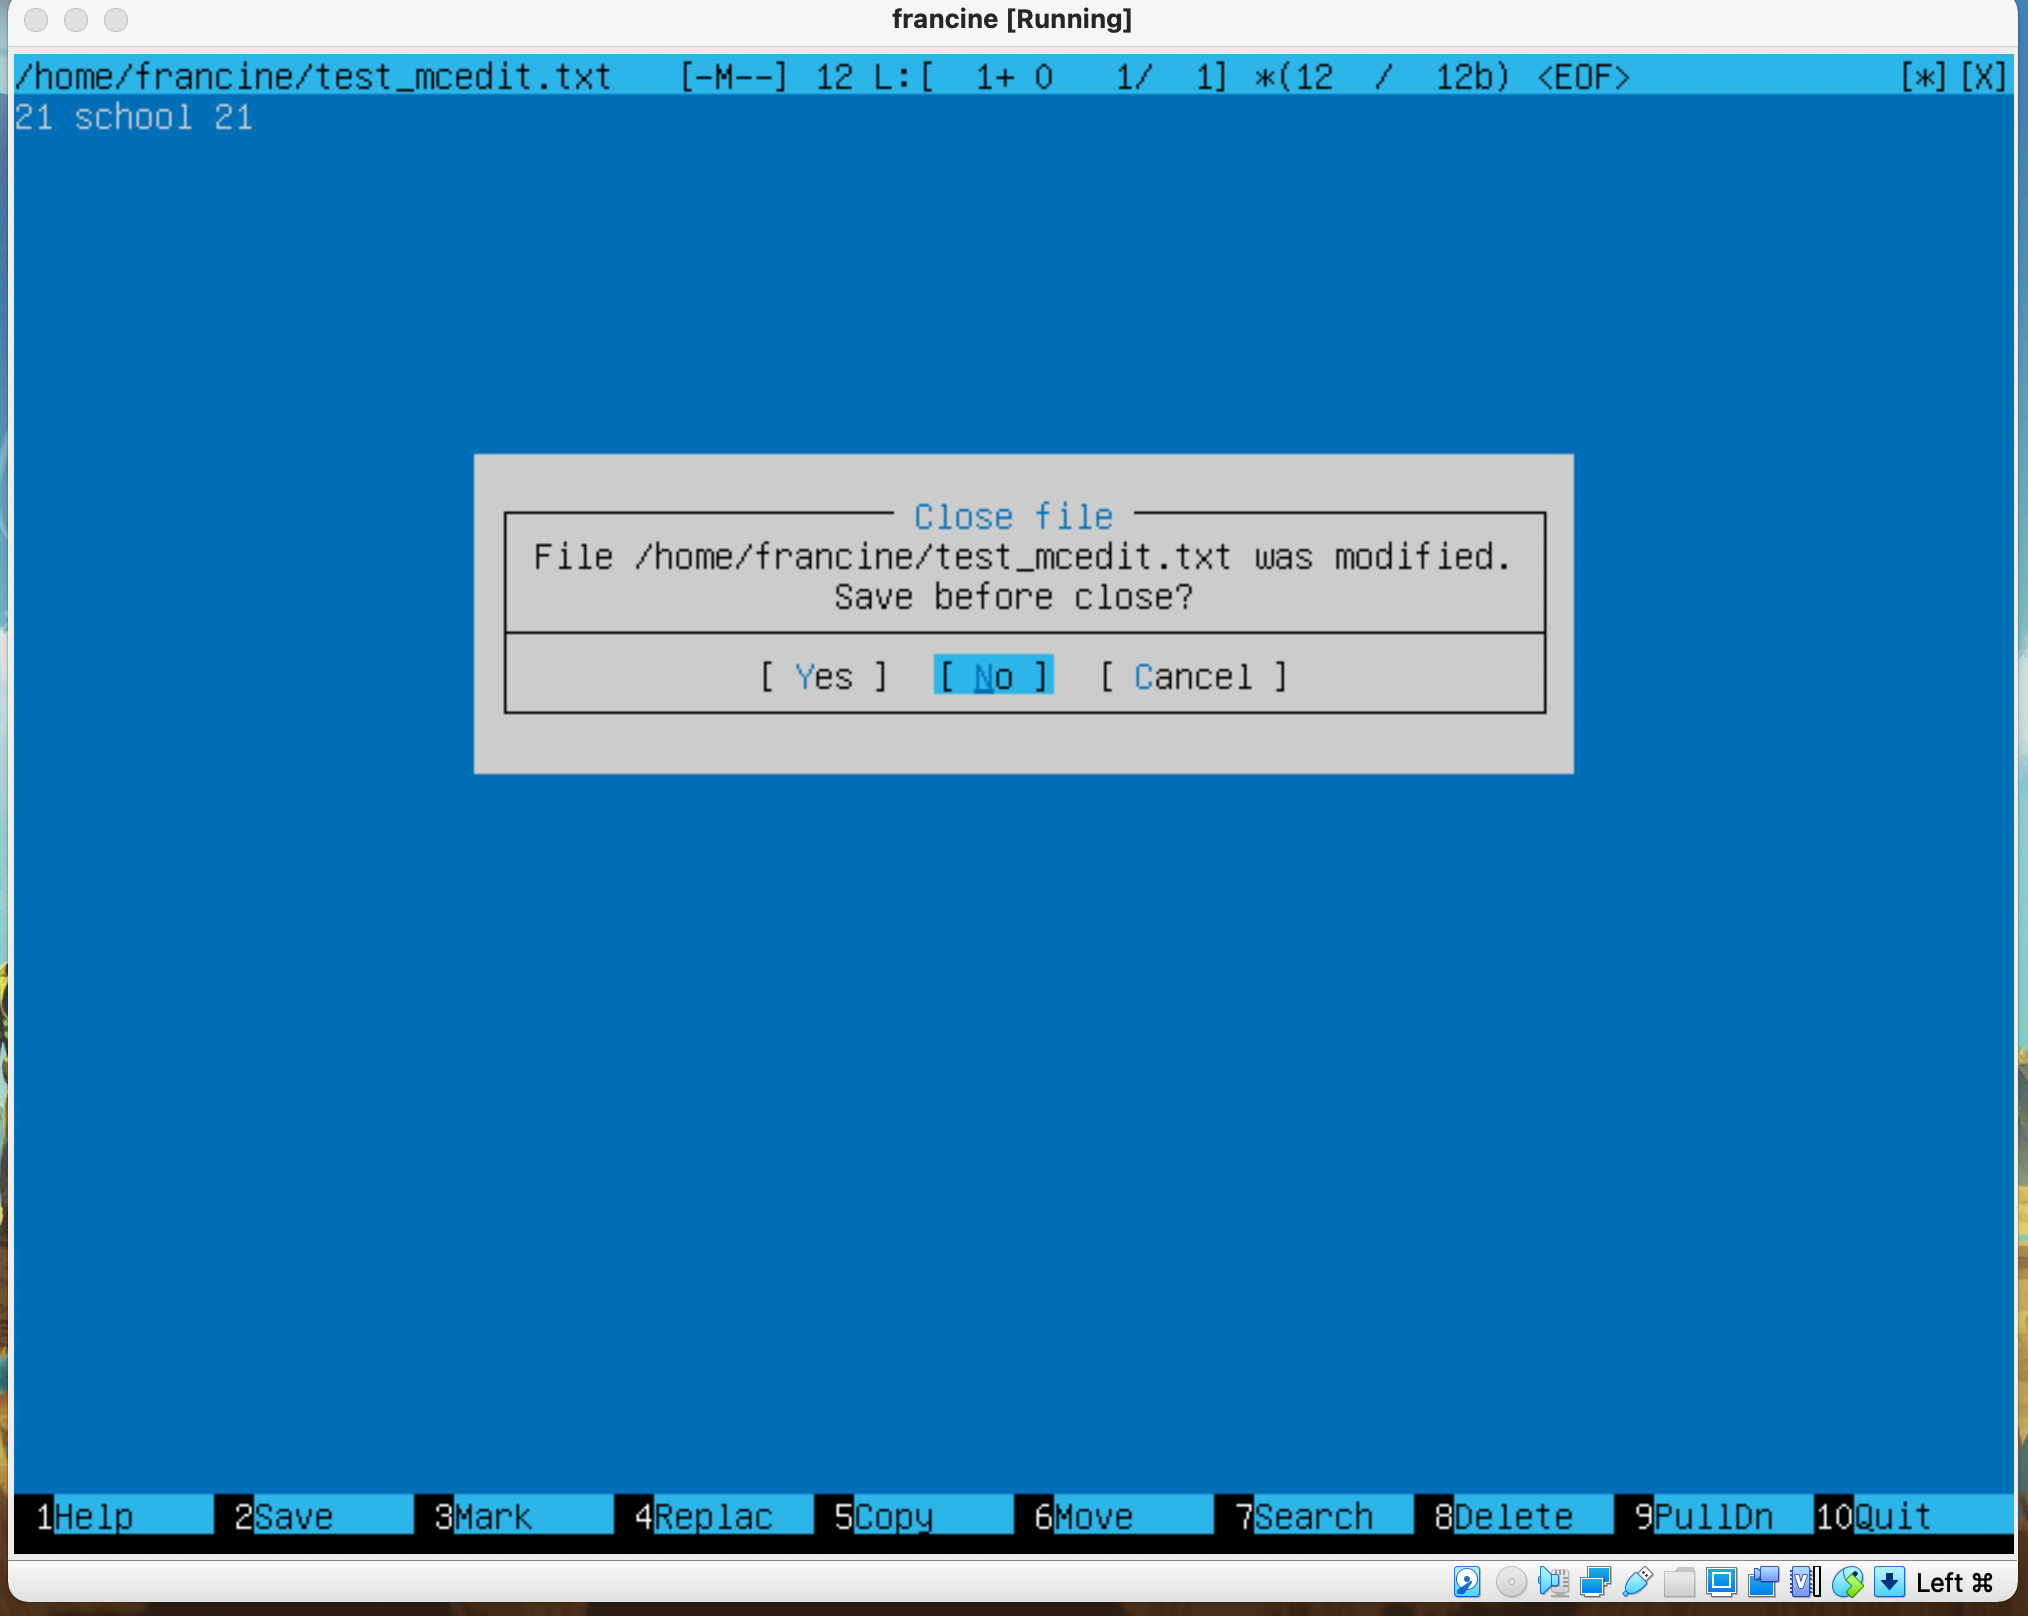 francine [Running]
/home/francine/test_mcedit.txt [-M--] 12 L:[ 1+ 0 1/ 1] *(12 / 12b) <EOF> [*][X]
21 school 21
Close file
File /home/francine/test_mcedit.txt was modified.
Save before close?
[ Yes ] [ No ] [ Cancel ]
1Help 2Save 3Mark 4Replac 5Copy 6Move 7Search 8Delete 9PullDn 10Quit
Left ⌘